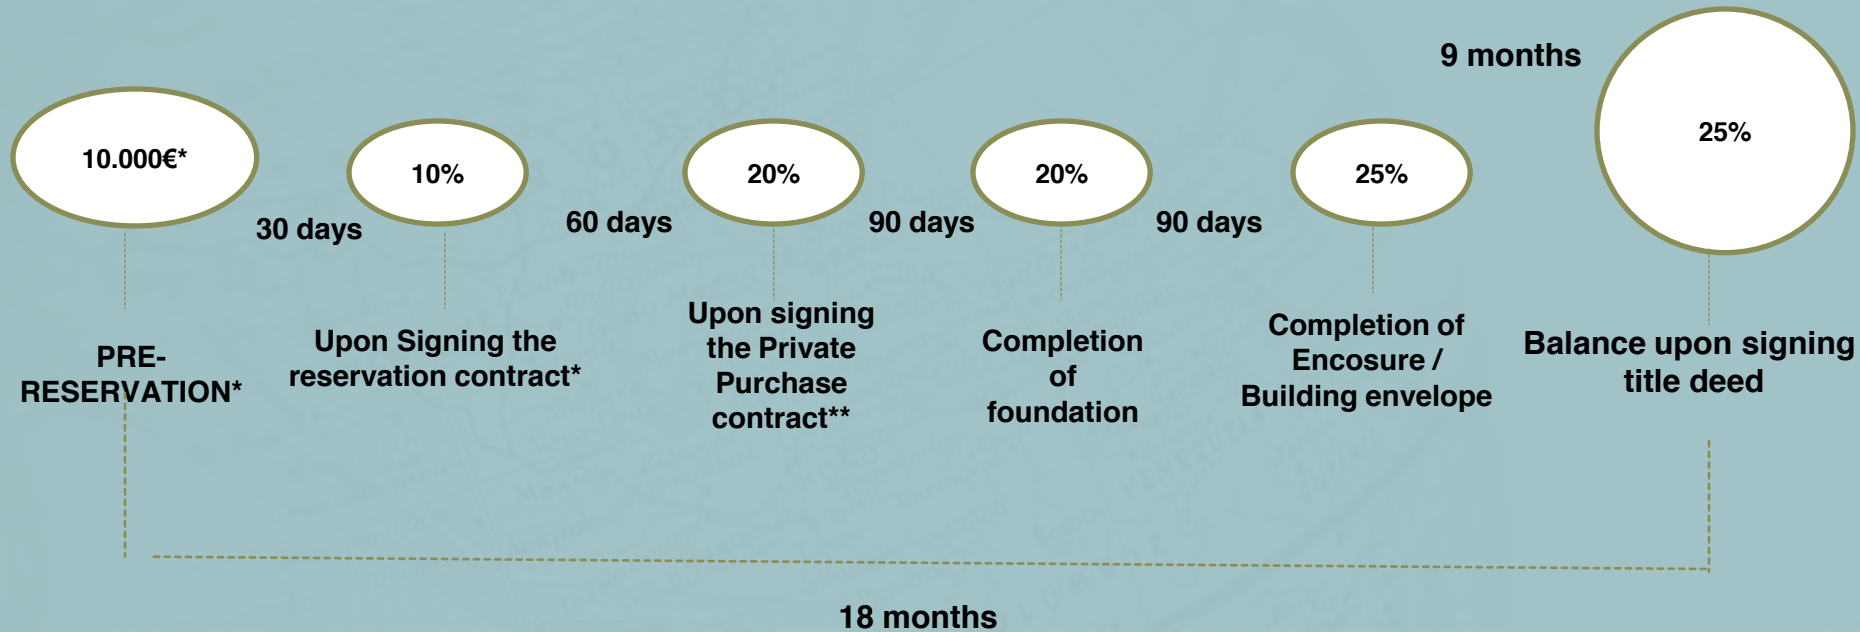 9 months
10.000€*
10%
20%
20%
25%
25%
30 days
60 days
90 days
90 days
PRE-
RESERVATION*
Upon Signing the
reservation contract*
Upon signing
the Private
Purchase
contract**
Completion
of
foundation
Completion of
Encosure /
Building envelope
Balance upon signing
title deed
18 months